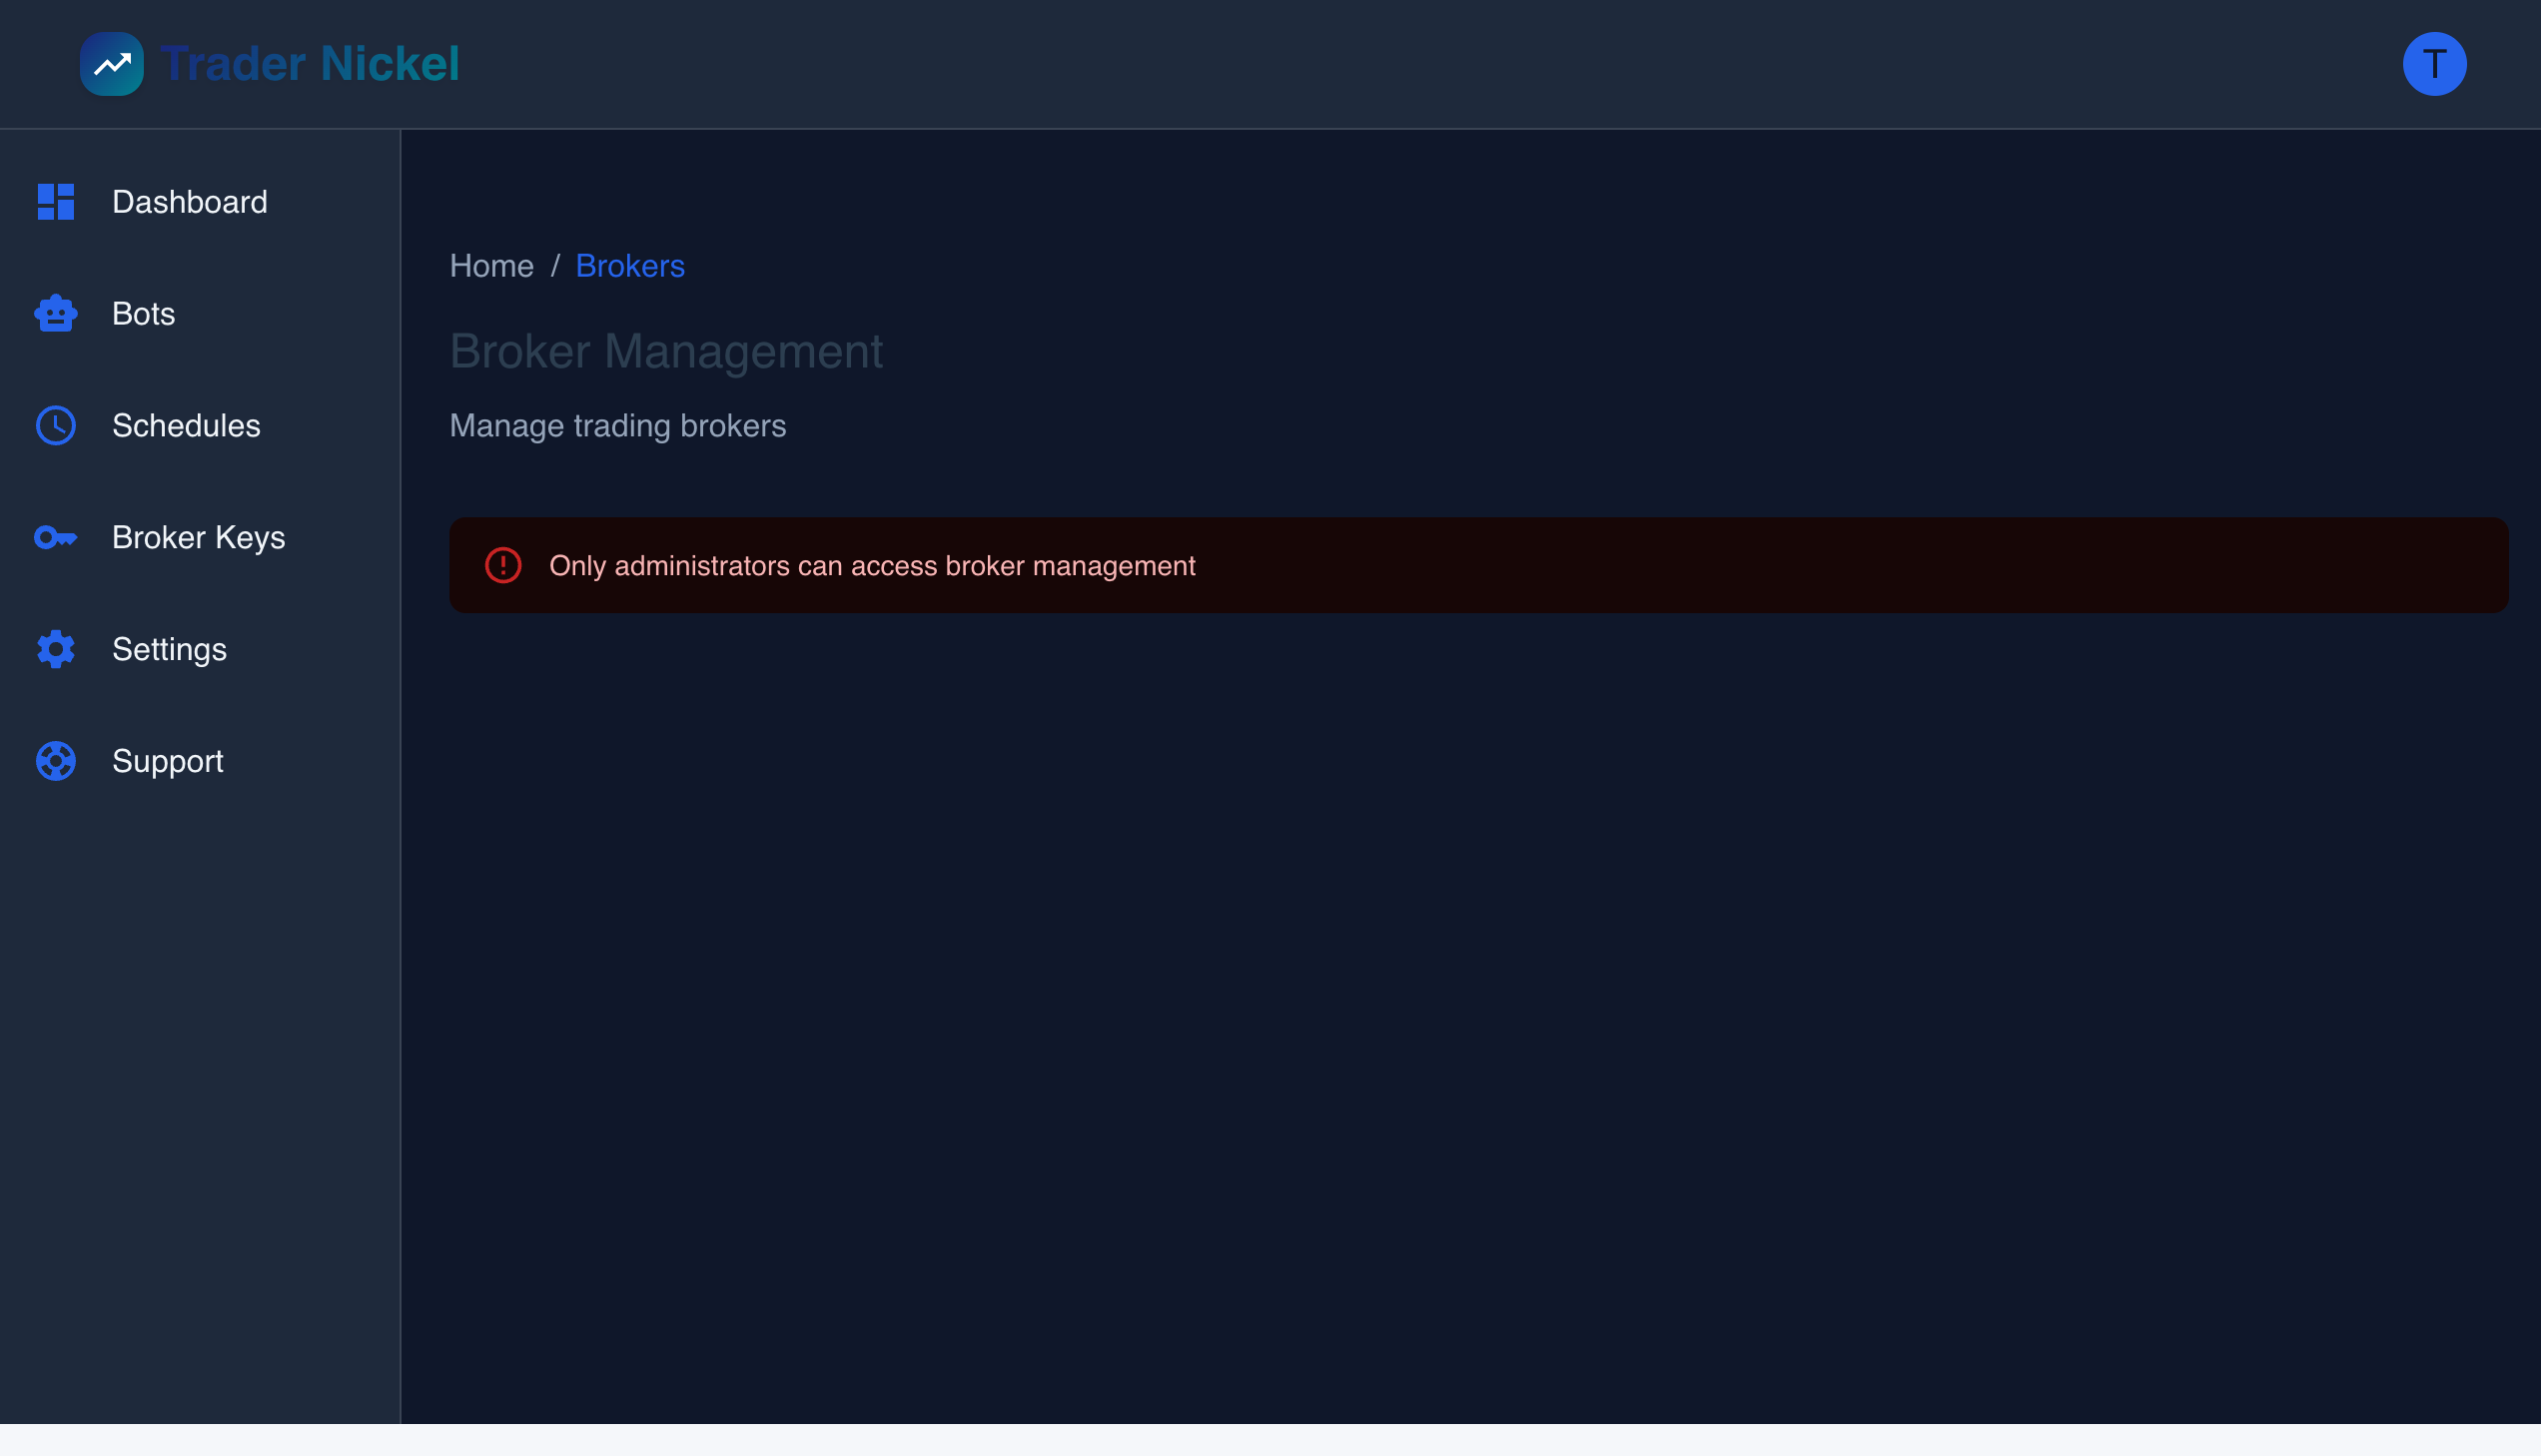 Trader Nickel
T
Dashboard
Bots
Schedules
Broker Keys
Settings
Support
Home / Brokers
Broker Management
Manage trading brokers
Only administrators can access broker management